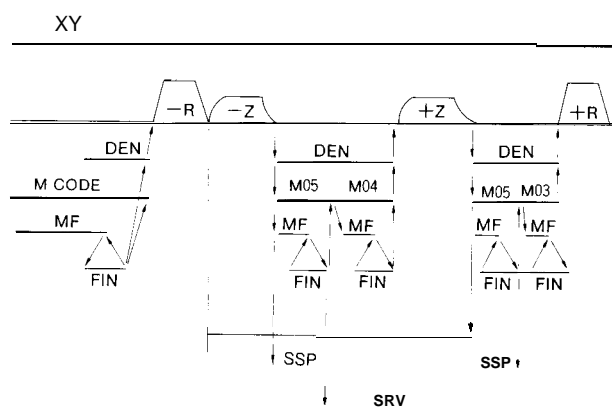 XY
−R −Z +Z +R
DEN DEN DEN
M CODE M05 M04 M05 M03
MF MF MF MF MF
FIN FIN FIN FIN FIN
SSP SSP
SRV